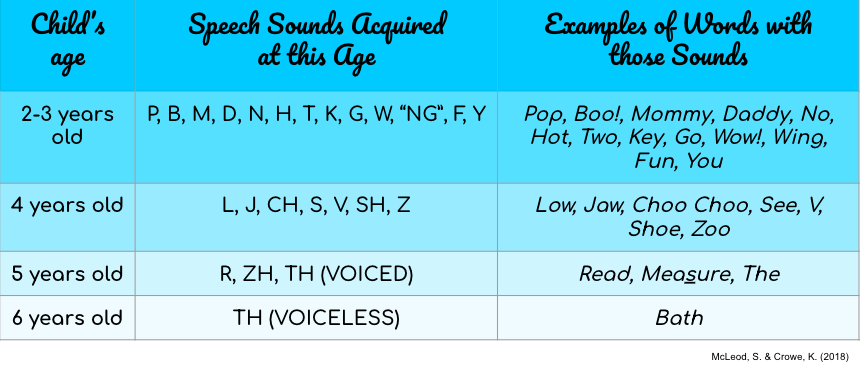 Child's age
Speech Sounds Acquired at this Age
Examples of Words with those Sounds
2-3 years old
P, B, M, D, N, H, T, K, G, W, “NG”, F, Y
Pop, Boo!, Mommy, Daddy, No,
Hot, Two, Key, Go, Wow!, Wing,
Fun, You
4 years old
L, J, CH, S, V, SH, Z
Low, Jaw, Choo Choo, See, V,
Shoe, Zoo
5 years old
R, ZH, TH (VOICED)
Read, Measure, The
6 years old
TH (VOICELESS)
Bath
McLeod, S. & Crowe, K. (2018)